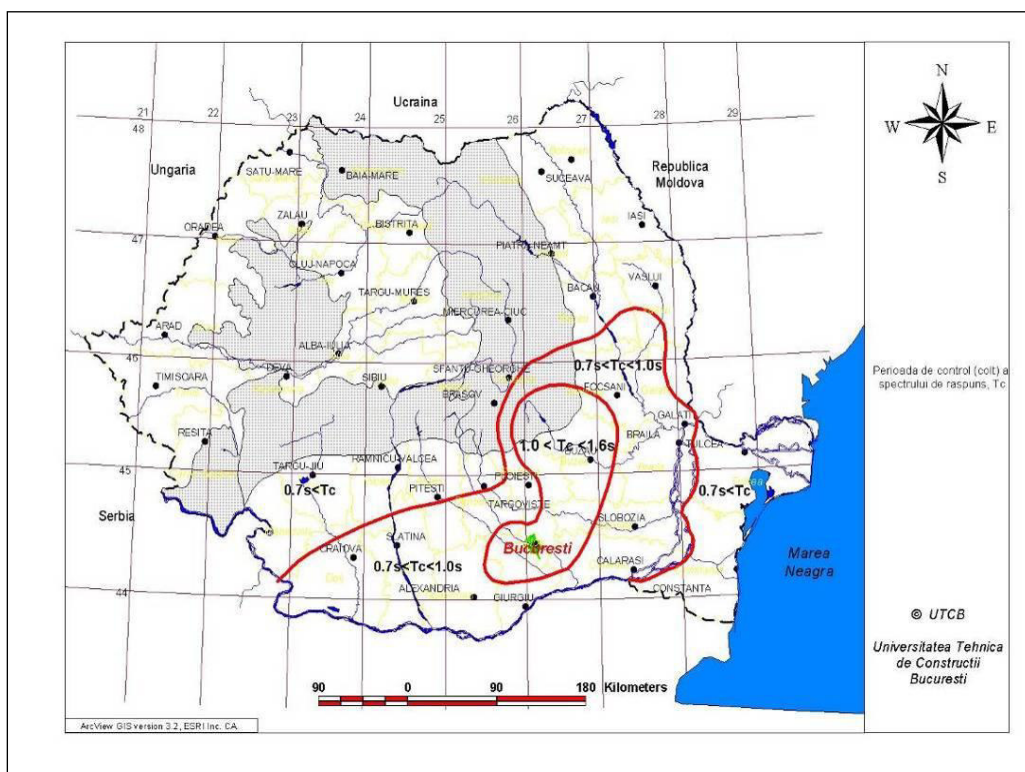 21
22
23
24
25
26
27
28
29
48
Ucraina
N
W E
S
Ungaria
Republica
Moldova
SATU-MARE
BAIA-MARE
SUCEAVA
ZALAU
ORADEA
BISTRITA
IASI
47
PIATRA-NEAMT
CLUJ-NAPOCA
TARGU-MURES
BACAU
VASLUI
MIERCUREA-CIUC
ARAD
ALBA-IULIA
46
0.7s<Tc<1.0s
TIMISOARA
DEVA
SIBIU
SFANTU-GHEORGHE
BRASOV
FOCSANI
Perioada de control (colt) a
spectrului de raspuns, Tc
GALATI
RESITA
1.0 < Tc <1.6s
BUZAU
BRAILA
TULCEA
45
TARGU-JIU
RAMNICU-VALCEA
0.7s<Tc
PITESTI
PLOIESTI
TARGOVISTE
0.7s<Tc
Serbia
SLOBOZIA
CRAIOVA
SLATINA
Bucuresti
Marea
Neagra
0.7s<Tc<1.0s
CALARASI
44
ALEXANDRIA
GIURGIU
CONSTANTA
© UTCB
Universitatea Tehnica
de Constructii
Bucuresti
90 0 90 180 Kilometers
ArcView GIS version 3.2, ESRI Inc. CA.